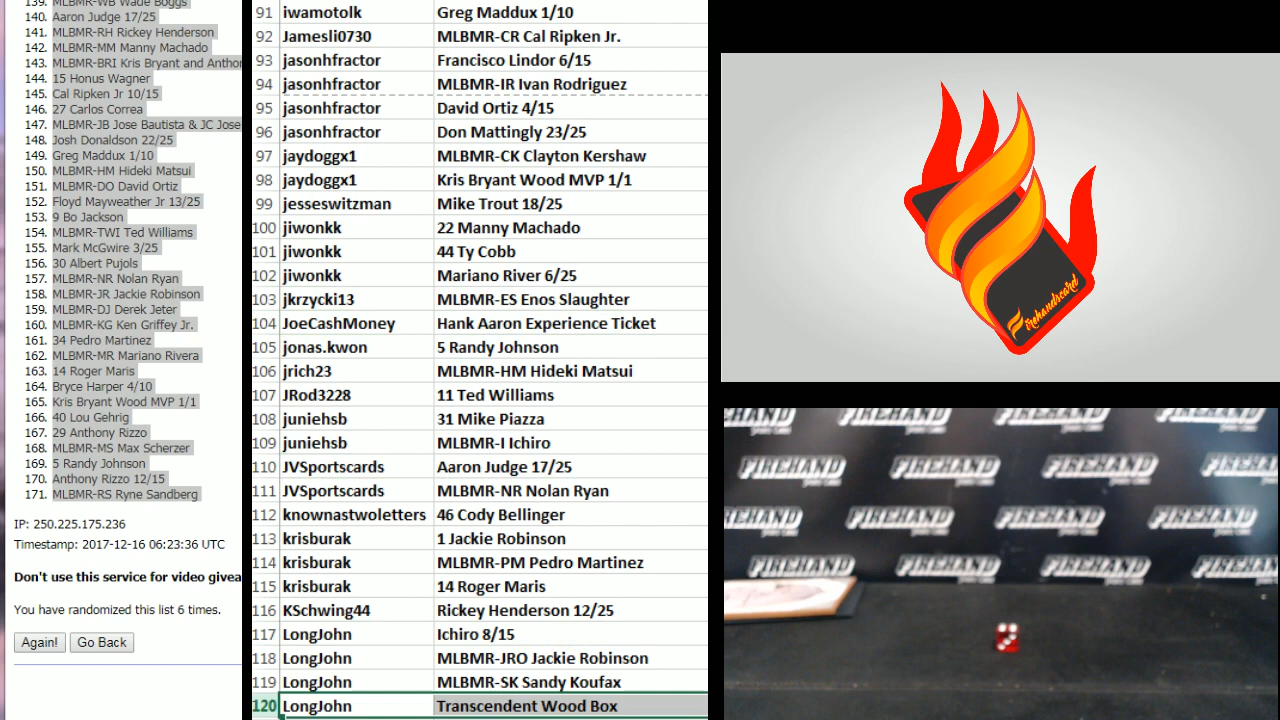 139. MLBMR-WB Wade Boggs
140. Aaron Judge 17/25
141. MLBMR-RH Rickey Henderson
142. MLBMR-MM Manny Machado
143. MLBMR-BRI Kris Bryant and Anthon
144. 15 Honus Wagner
145. Cal Ripken Jr 10/15
146. 27 Carlos Correa
147. MLBMR-JB Jose Bautista & JC Jose
148. Josh Donaldson 22/25
149. Greg Maddux 1/10
150. MLBMR-HM Hideki Matsui
151. MLBMR-DO David Ortiz
152. Floyd Mayweather Jr 13/25
153. 9 Bo Jackson
154. MLBMR-TWI Ted Williams
155. Mark McGwire 3/25
156. 30 Albert Pujols
157. MLBMR-NR Nolan Ryan
158. MLBMR-JR Jackie Robinson
159. MLBMR-DJ Derek Jeter
160. MLBMR-KG Ken Griffey Jr.
161. 34 Pedro Martinez
162. MLBMR-MR Mariano Rivera
163. 14 Roger Maris
164. Bryce Harper 4/10
165. Kris Bryant Wood MVP 1/1
166. 40 Lou Gehrig
167. 29 Anthony Rizzo
168. MLBMR-MS Max Scherzer
169. 5 Randy Johnson
170. Anthony Rizzo 12/15
171. MLBMR-RS Ryne Sandberg
IP: 250.225.175.236
Timestamp: 2017-12-16 06:23:36 UTC
Don't use this service for video givea
You have randomized this list 6 times.
Again! Go Back
91 iwamotolk Greg Maddux 1/10
92 Jamesli0730 MLBMR-CR Cal Ripken Jr.
93 jasonhfractor Francisco Lindor 6/15
94 jasonhfractor MLBMR-IR Ivan Rodriguez
95 jasonhfractor David Ortiz 4/15
96 jasonhfractor Don Mattingly 23/25
97 jaydoggx1 MLBMR-CK Clayton Kershaw
98 jaydoggx1 Kris Bryant Wood MVP 1/1
99 jesseswitzman Mike Trout 18/25
100 jiwonkk 22 Manny Machado
101 jiwonkk 44 Ty Cobb
102 jiwonkk Mariano River 6/25
103 jkrzycki13 MLBMR-ES Enos Slaughter
104 JoeCashMoney Hank Aaron Experience Ticket
105 jonas.kwon 5 Randy Johnson
106 jrich23 MLBMR-HM Hideki Matsui
107 JRod3228 11 Ted Williams
108 juniehsb 31 Mike Piazza
109 juniehsb MLBMR-I Ichiro
110 JVSportscards Aaron Judge 17/25
111 JVSportscards MLBMR-NR Nolan Ryan
112 knownastwoletters 46 Cody Bellinger
113 krisburak 1 Jackie Robinson
114 krisburak MLBMR-PM Pedro Martinez
115 krisburak 14 Roger Maris
116 KSchwing44 Rickey Henderson 12/25
117 LongJohn Ichiro 8/15
118 LongJohn MLBMR-JRO Jackie Robinson
119 LongJohn MLBMR-SK Sandy Koufax
120 LongJohn Transcendent Wood Box
Firehandscard
FIREHAND FIREHAND FIREHAND
FIREHAND FIREHAND FIREHAND FIREHAND
FIREHAND FIREHAND FIREHAND